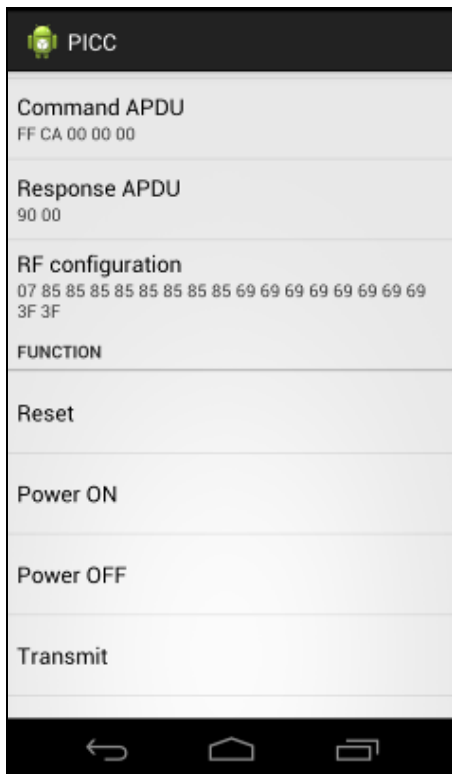 PICC
Command APDU
FF CA 00 00 00
Response APDU
90 00
RF configuration
07 85 85 85 85 85 85 85 85 69 69 69 69 69 69 69 69
3F 3F
FUNCTION
Reset
Power ON
Power OFF
Transmit